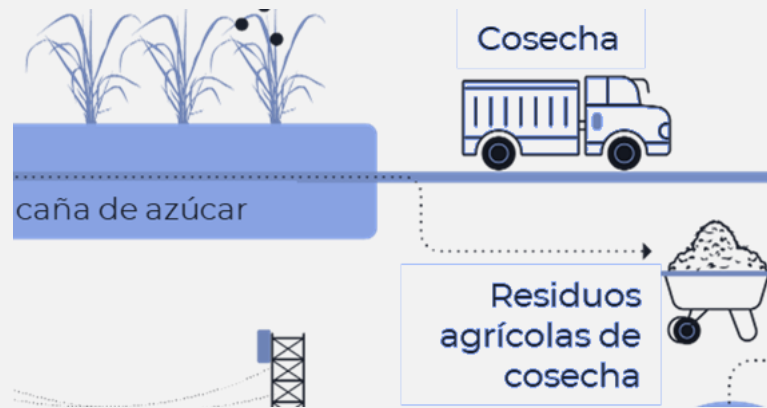 Cosecha
caña de azúcar
Residuos
agrícolas de
cosecha